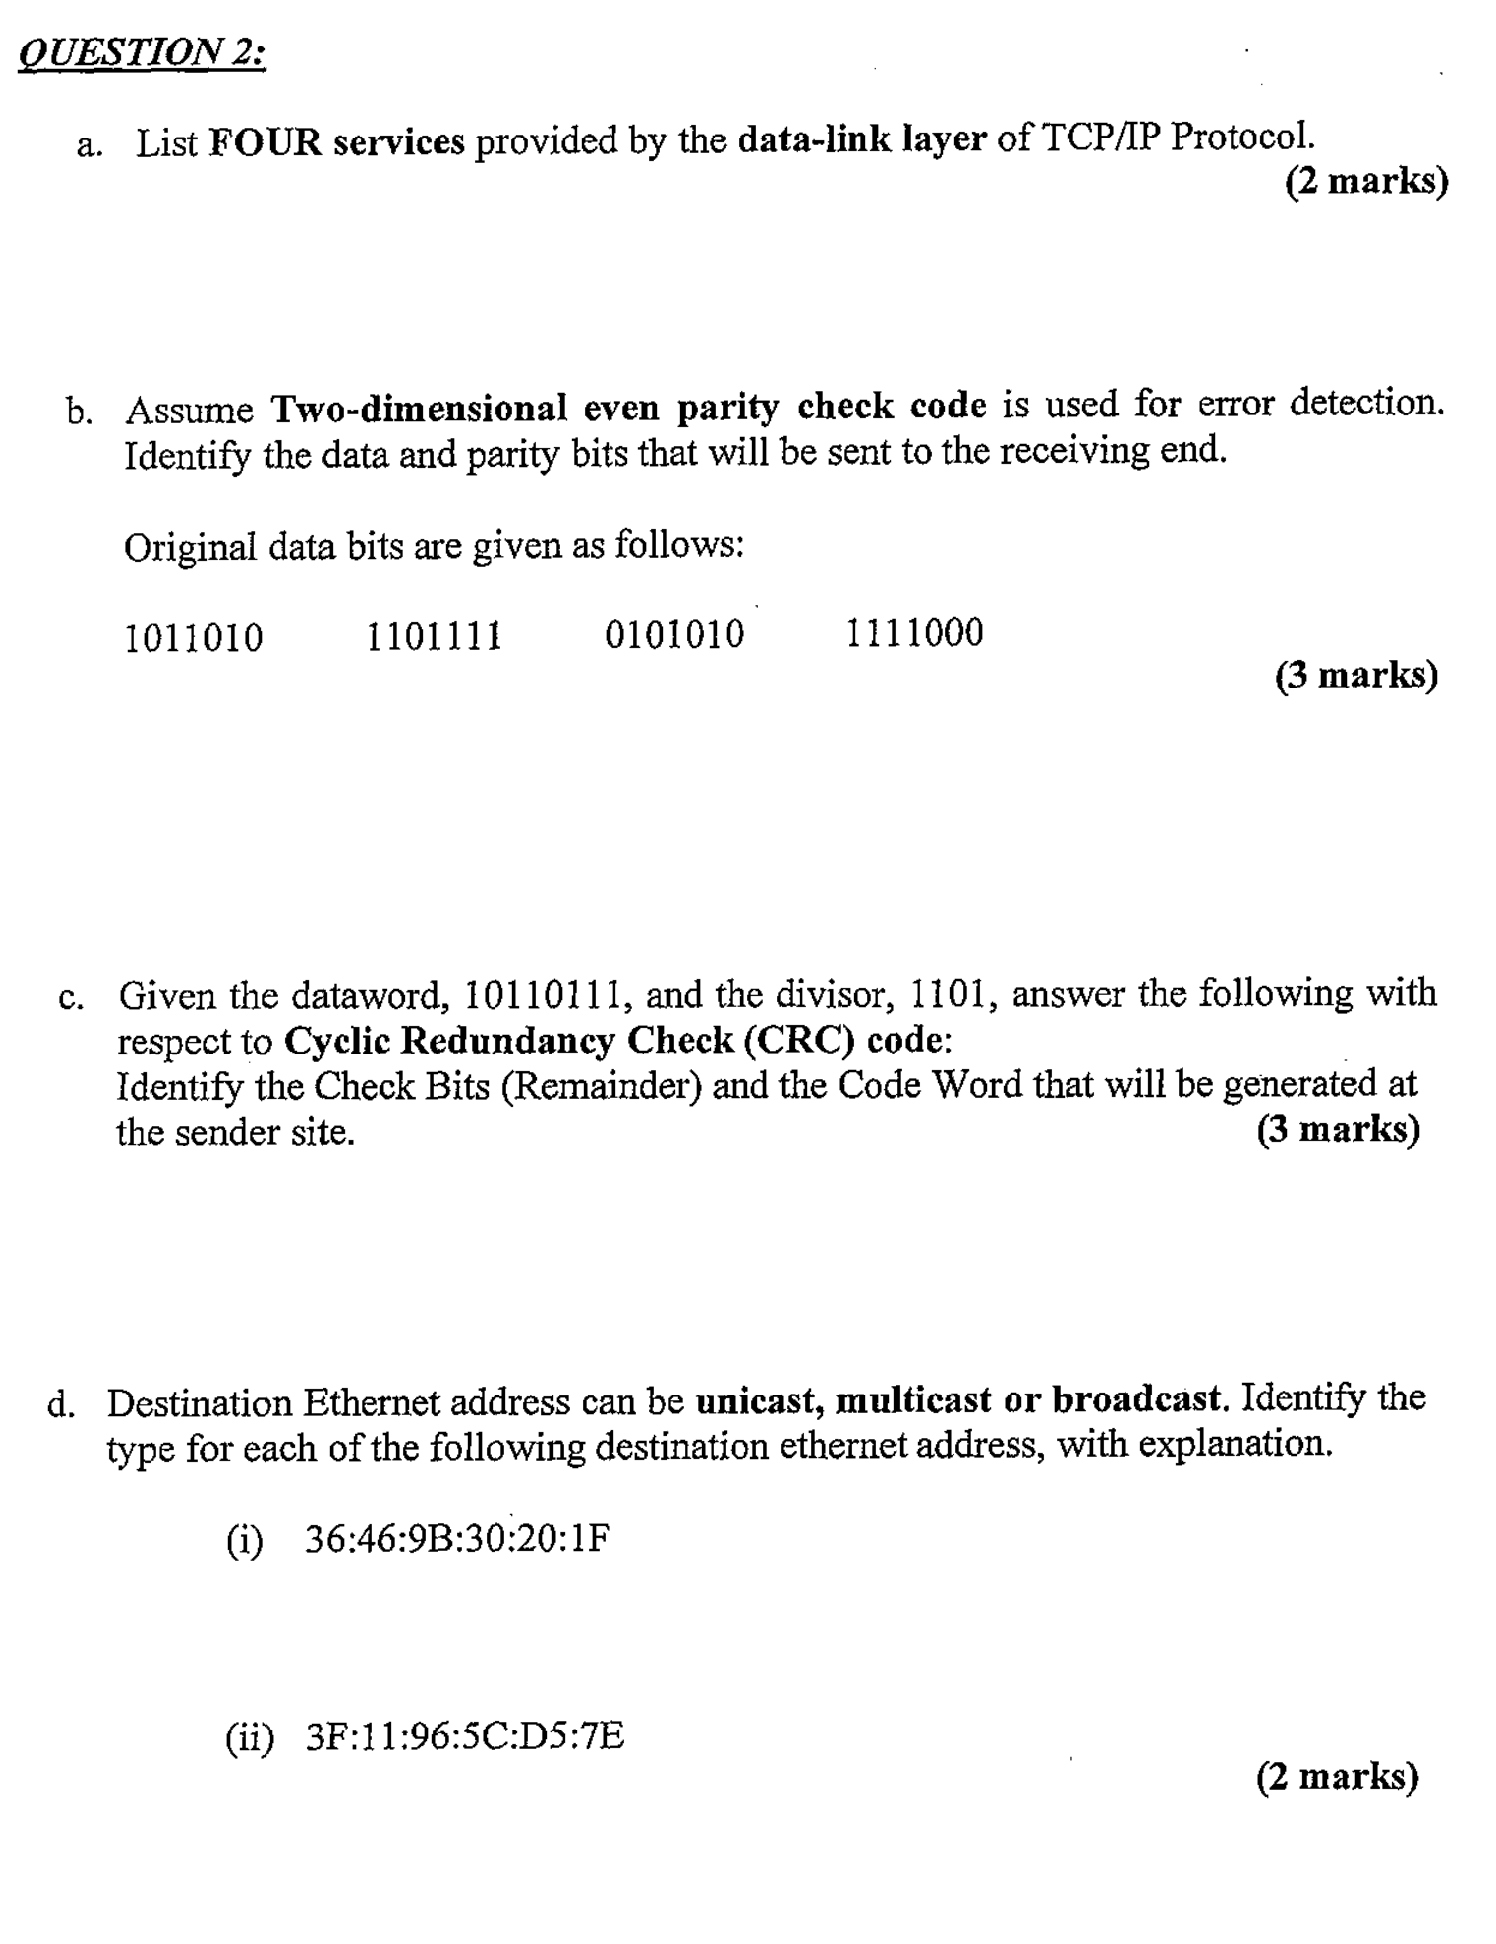 QUESTION 2:
a. List FOUR services provided by the data-link layer of TCP/IP Protocol.
(2 marks)
b. Assume Two-dimensional even parity check code is used for error detection.
Identify the data and parity bits that will be sent to the receiving end.
Original data bits are given as follows:
1011010 1101111 0101010 1111000
(3 marks)
c. Given the dataword, 10110111, and the divisor, 1101, answer the following with
respect to Cyclic Redundancy Check (CRC) code:
Identify the Check Bits (Remainder) and the Code Word that will be generated at
the sender site. (3 marks)
d. Destination Ethernet address can be unicast, multicast or broadcast. Identify the
type for each of the following destination ethernet address, with explanation.
(i) 36:46:9B:30:20:1F
(ii) 3F:11:96:5C:D5:7E
(2 marks)